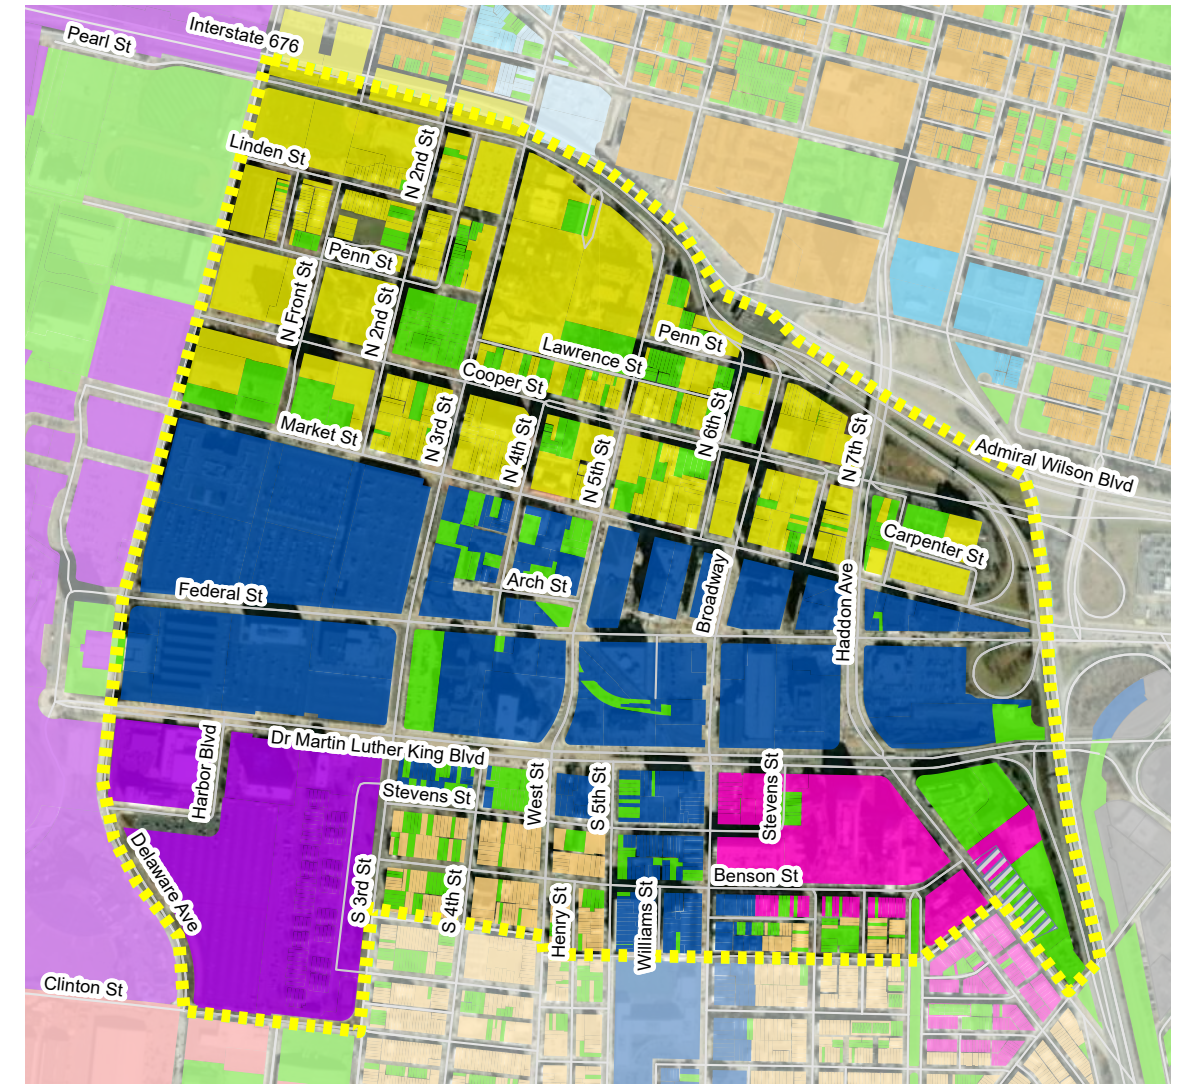 Interstate 676
Pearl St
Linden St
N 2nd St
Penn St
N Front St
N 2nd St
Penn St
Lawrence St
Cooper St
Market St
N 3rd St
N 4th St
N 5th St
N 6th St
N 7th St
Admiral Wilson Blvd
Carpenter St
Federal St
Arch St
Broadway
Haddon Ave
Harbor Blvd
Dr Martin Luther King Blvd
Stevens St
West St
S 5th St
Stevens St
Delaware Ave
S 3rd St
S 4th St
Henry St
Williams St
Benson St
Clinton St